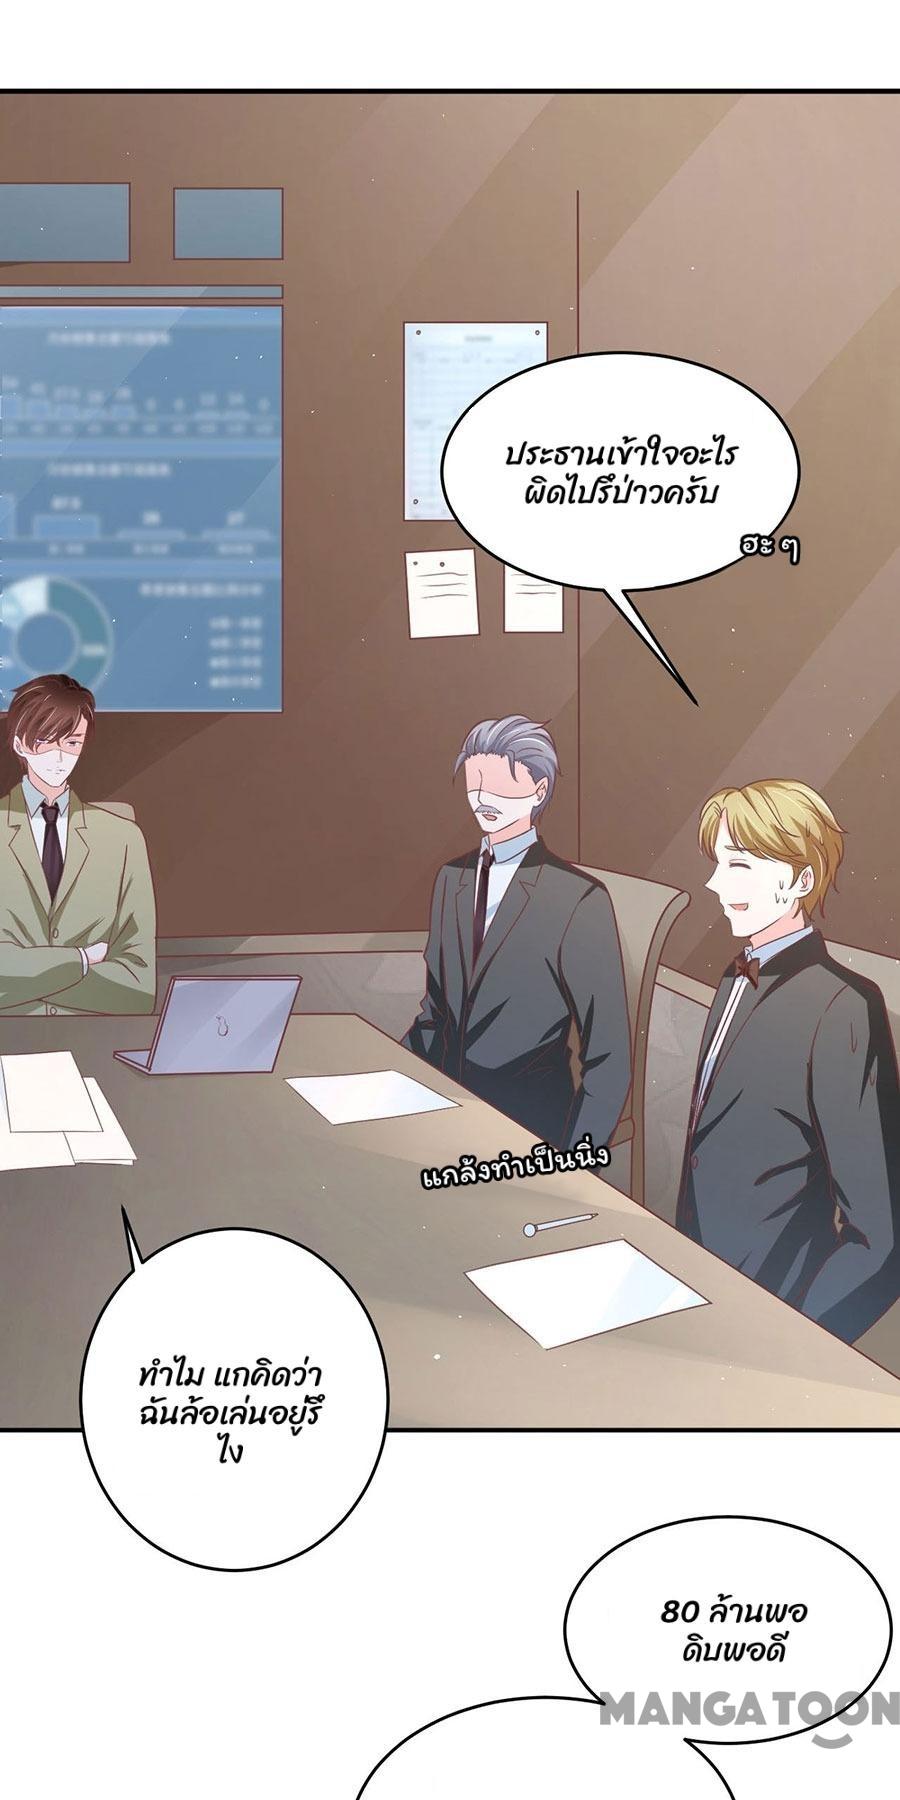 ประธานเข้าใจอะไร
ผิดไปรึป่าวครับ
ฮะ ๆ
แกล้งทำเป็นนิ่ง
ทำไม แกคิดว่า
ฉันล้อเล่นอยู่รึ
ไง
80 ล้านพอ
ดิบพอดี
MANGATOON